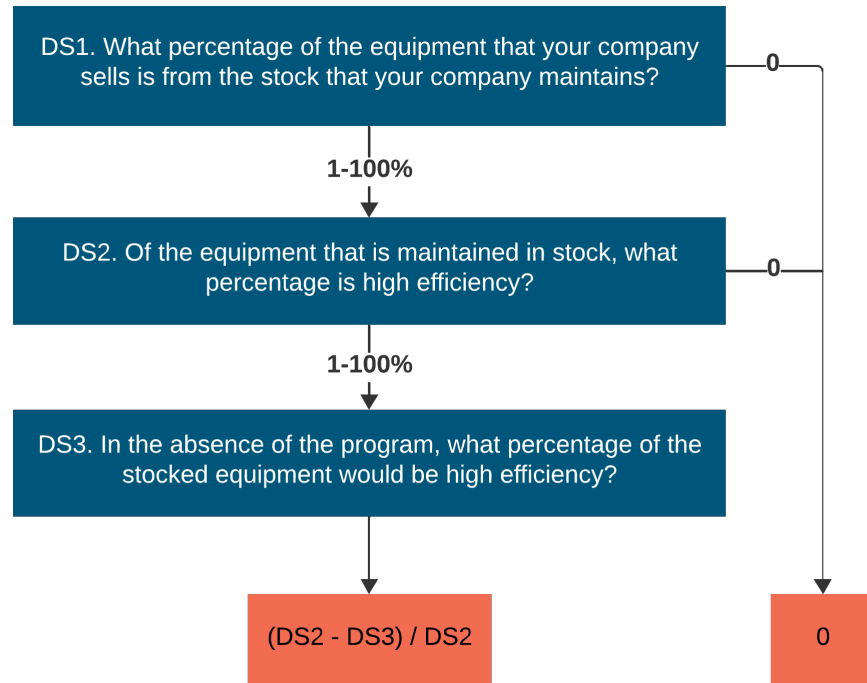 DS1. What percentage of the equipment that your company
sells is from the stock that your company maintains?
0
1-100%
DS2. Of the equipment that is maintained in stock, what
percentage is high efficiency?
0
1-100%
DS3. In the absence of the program, what percentage of the
stocked equipment would be high efficiency?
(DS2 - DS3) / DS2
0